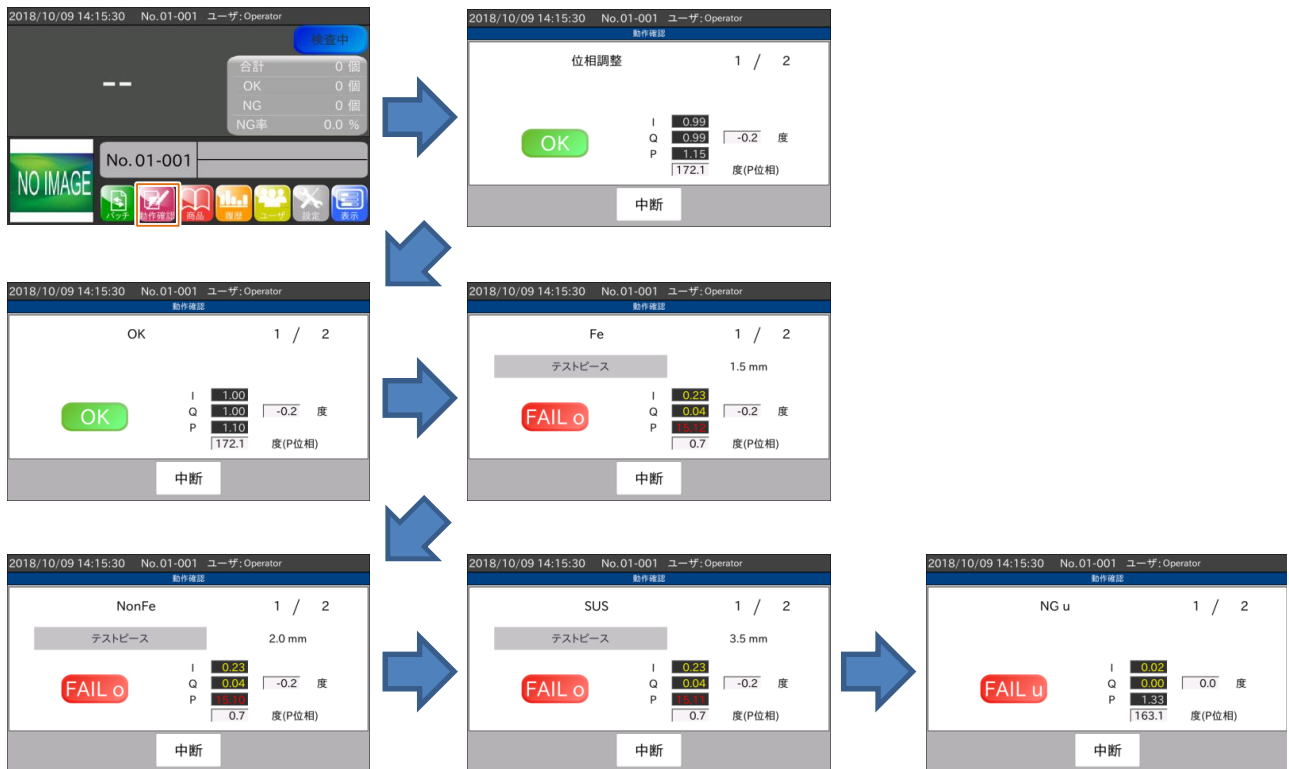 2018/10/09 14:15:30 No.01-001 ユーザ:Operator
検査中
--
合計 0 個
OK 0 個
NG 0 個
NG率 0.0 %
No.01-001
NO IMAGE
バッチ 動作確認 商品 履歴 ユーザ 設定 表示
2018/10/09 14:15:30 No.01-001 ユーザ:Operator
動作確認
位相調整 1 / 2
I 0.99
OK Q 0.99 -0.2 度
P 1.15
172.1 度(P位相)
中断
2018/10/09 14:15:30 No.01-001 ユーザ:Operator
動作確認
OK 1 / 2
I 1.00
OK Q 1.00 -0.2 度
P 1.10
172.1 度(P位相)
中断
2018/10/09 14:15:30 No.01-001 ユーザ:Operator
動作確認
Fe 1 / 2
テストピース 1.5 mm
I 0.23
FAIL o Q 0.04 -0.2 度
P 15.12
0.7 度(P位相)
中断
2018/10/09 14:15:30 No.01-001 ユーザ:Operator
動作確認
NonFe 1 / 2
テストピース 2.0 mm
I 0.23
FAIL o Q 0.04 -0.2 度
P 15.10
0.7 度(P位相)
中断
2018/10/09 14:15:30 No.01-001 ユーザ:Operator
動作確認
SUS 1 / 2
テストピース 3.5 mm
I 0.23
FAIL o Q 0.04 -0.2 度
P 15.11
0.7 度(P位相)
中断
2018/10/09 14:15:30 No.01-001 ユーザ:Operator
動作確認
NG u 1 / 2
I 0.02
FAIL u Q 0.00 0.0 度
P 1.33
163.1 度(P位相)
中断